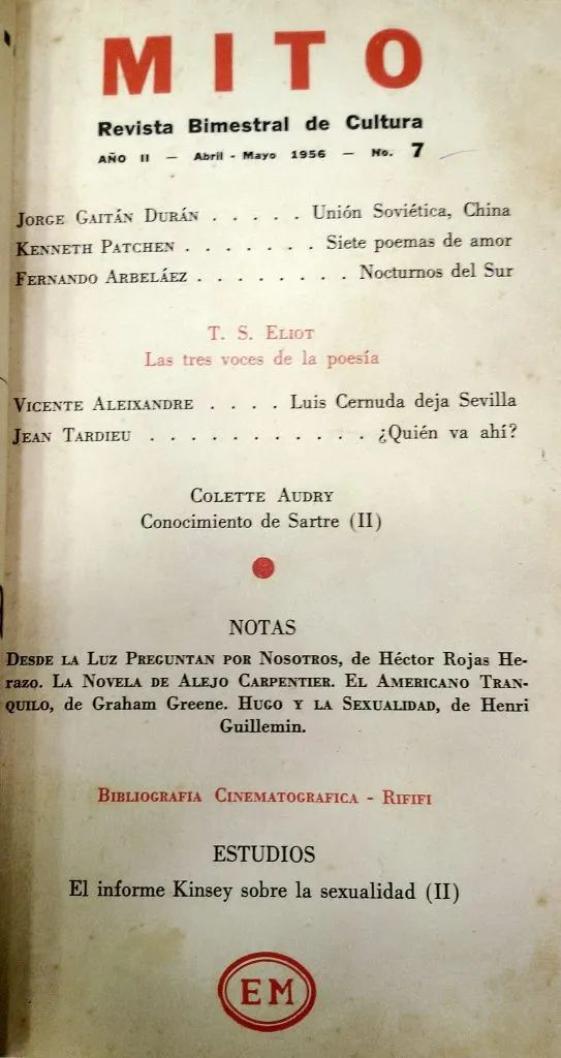 MITO
Revista Bimestral de Cultura
AÑO II — Abril - Mayo 1956 — No. 7
JORGE GAITÁN DURÁN . . . . . Unión Soviética, China
KENNETH PATCHEN . . . . . . . Siete poemas de amor
FERNANDO ARBELÁEZ . . . . . . . . Nocturnos del Sur
T. S. ELIOT
Las tres voces de la poesía
VICENTE ALEIXANDRE . . . . Luis Cernuda deja Sevilla
JEAN TARDIEU . . . . . . . . . . . ¿Quién va ahí?
COLETTE AUDRY
Conocimiento de Sartre (II)
NOTAS
DESDE LA LUZ PREGUNTAN POR NOSOTROS, de Héctor Rojas He-
razo. LA NOVELA DE ALEJO CARPENTIER. EL AMERICANO TRAN-
QUILO, de Graham Greene. HUGO Y LA SEXUALIDAD, de Henri
Guillemin.
BIBLIOGRAFIA CINEMATOGRAFICA - RIFIFI
ESTUDIOS
El informe Kinsey sobre la sexualidad (II)
EM